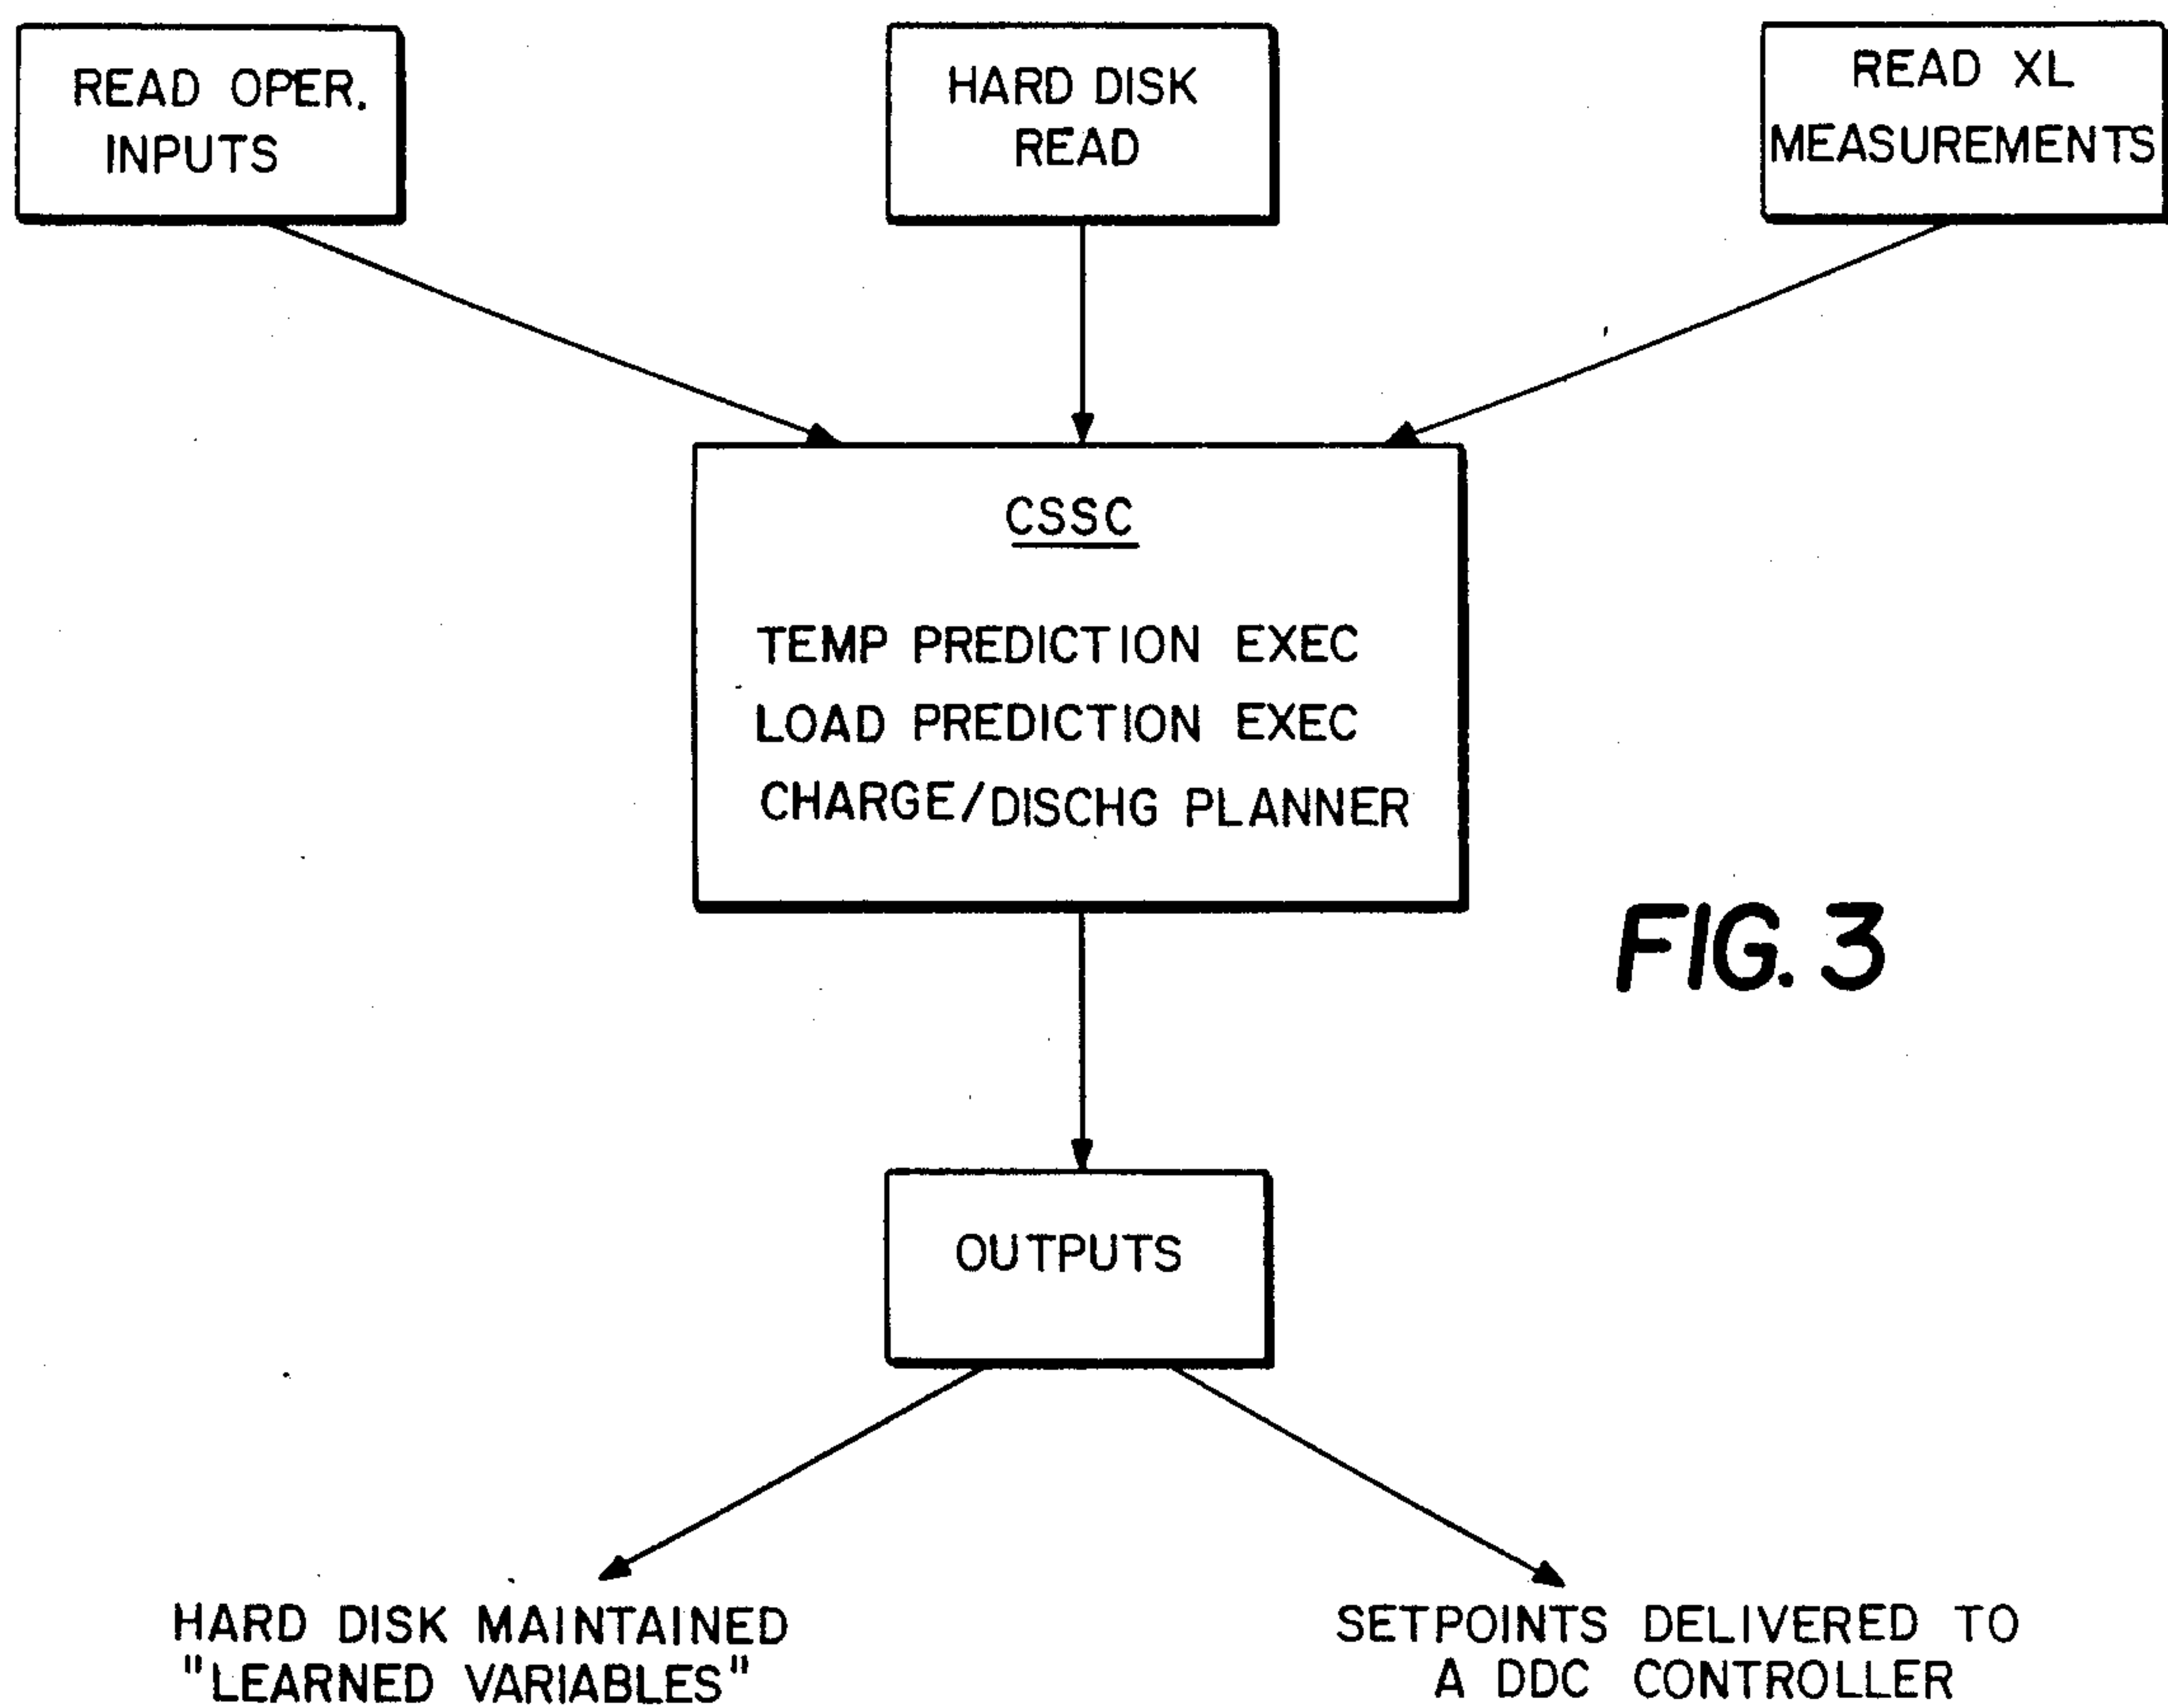 READ OPER.
INPUTS
HARD DISK
READ
READ XL
MEASUREMENTS
CSSC
TEMP PREDICTION EXEC
LOAD PREDICTION EXEC
CHARGE/DISCHG PLANNER
FIG. 3
OUTPUTS
HARD DISK MAINTAINED
"LEARNED VARIABLES"
SETPOINTS DELIVERED TO
A DDC CONTROLLER